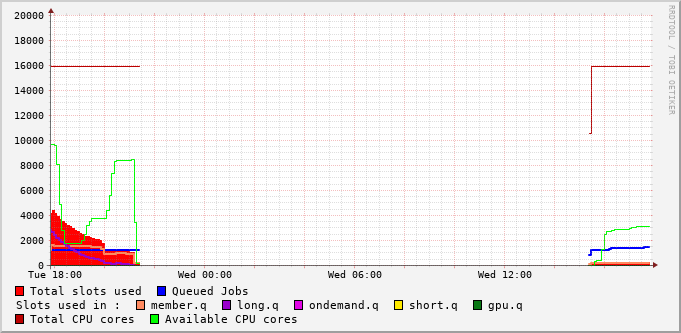 RRDTOOL / TOBI OETIKER
20000
18000
16000
14000
12000
10000
8000
6000
4000
2000
0
Tue 18:00 Wed 00:00 Wed 06:00 Wed 12:00
Total slots used Queued Jobs
Slots used in : member.q long.q ondemand.q short.q gpu.q
Total CPU cores Available CPU cores